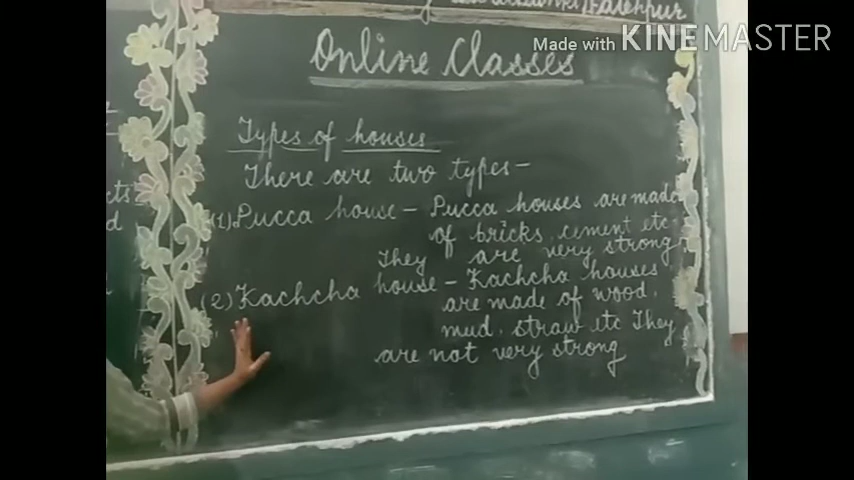 Fatehpur
Made with KINEMASTER
Online Classes
Types of houses
There are two types -
(1) Pucca house - Pucca houses are made
of bricks, cement etc
They are very strong
(2) Kachcha house - Kachcha houses
are made of wood,
mud, straw etc They
are not very strong